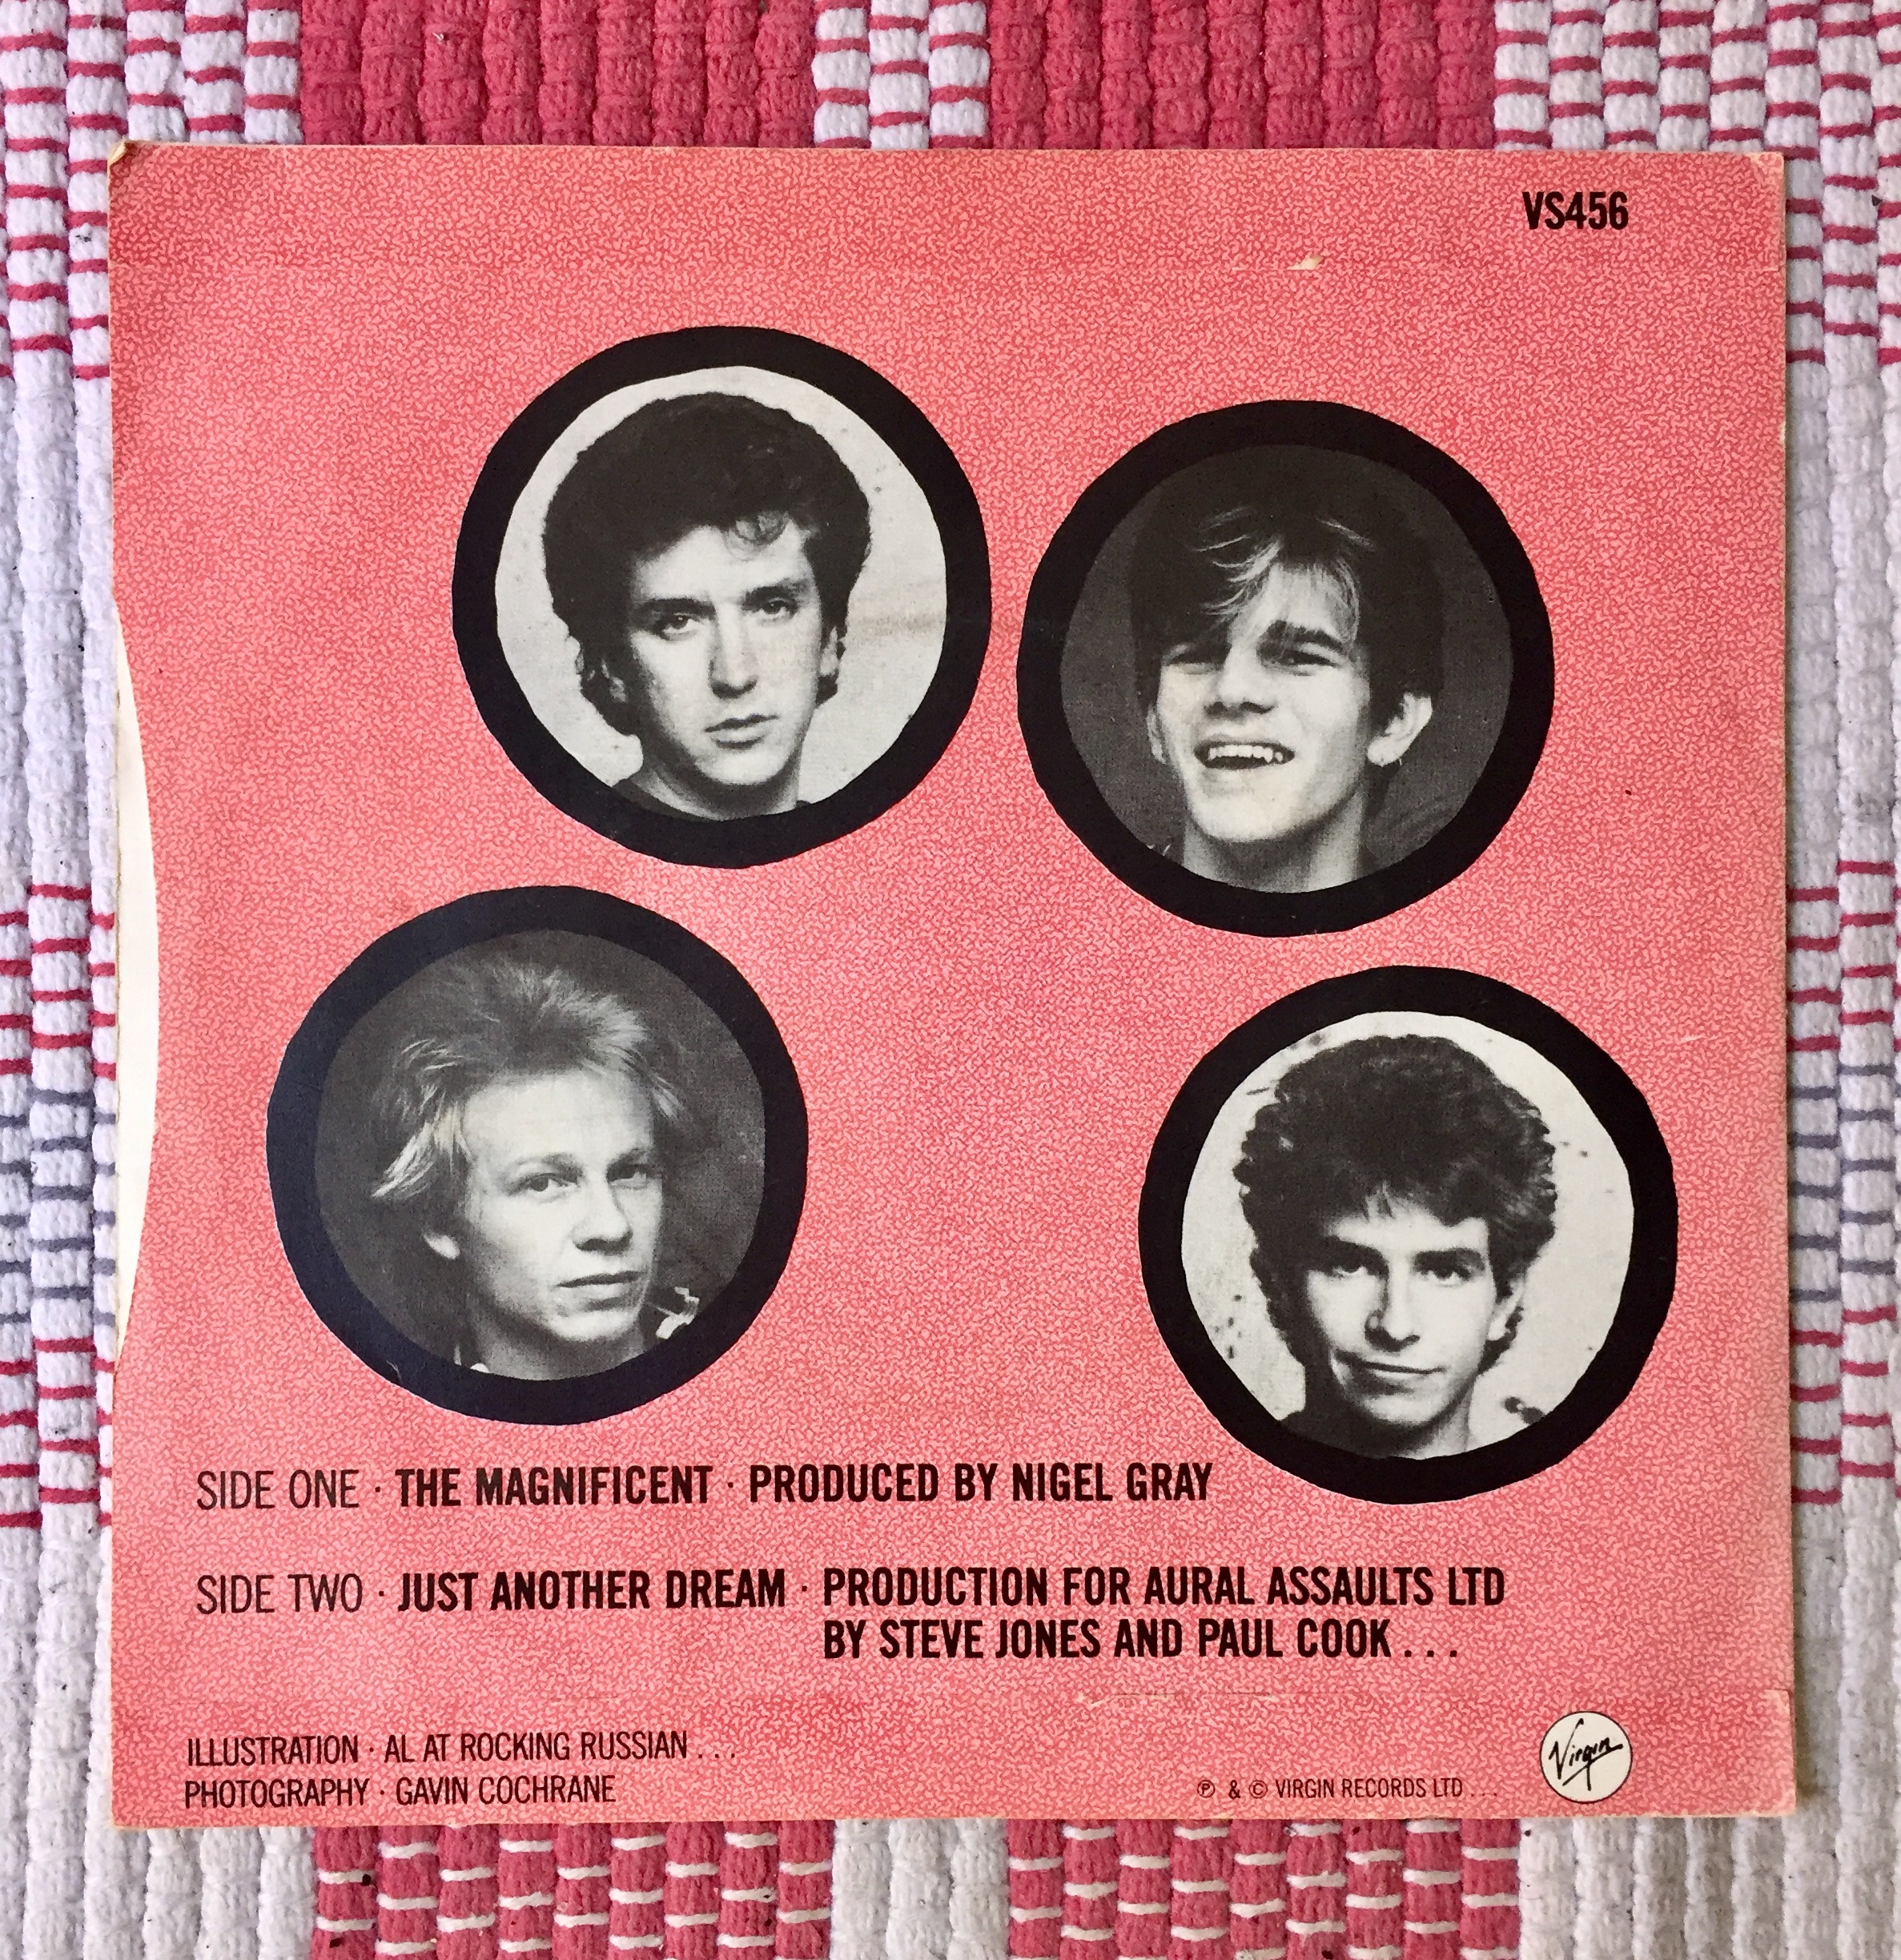 VS456
SIDE ONE · THE MAGNIFICENT · PRODUCED BY NIGEL GRAY
SIDE TWO · JUST ANOTHER DREAM · PRODUCTION FOR AURAL ASSAULTS LTD
BY STEVE JONES AND PAUL COOK . . .
ILLUSTRATION · AL AT ROCKING RUSSIAN . . .
PHOTOGRAPHY · GAVIN COCHRANE
℗ & © VIRGIN RECORDS LTD . . .
Virgin